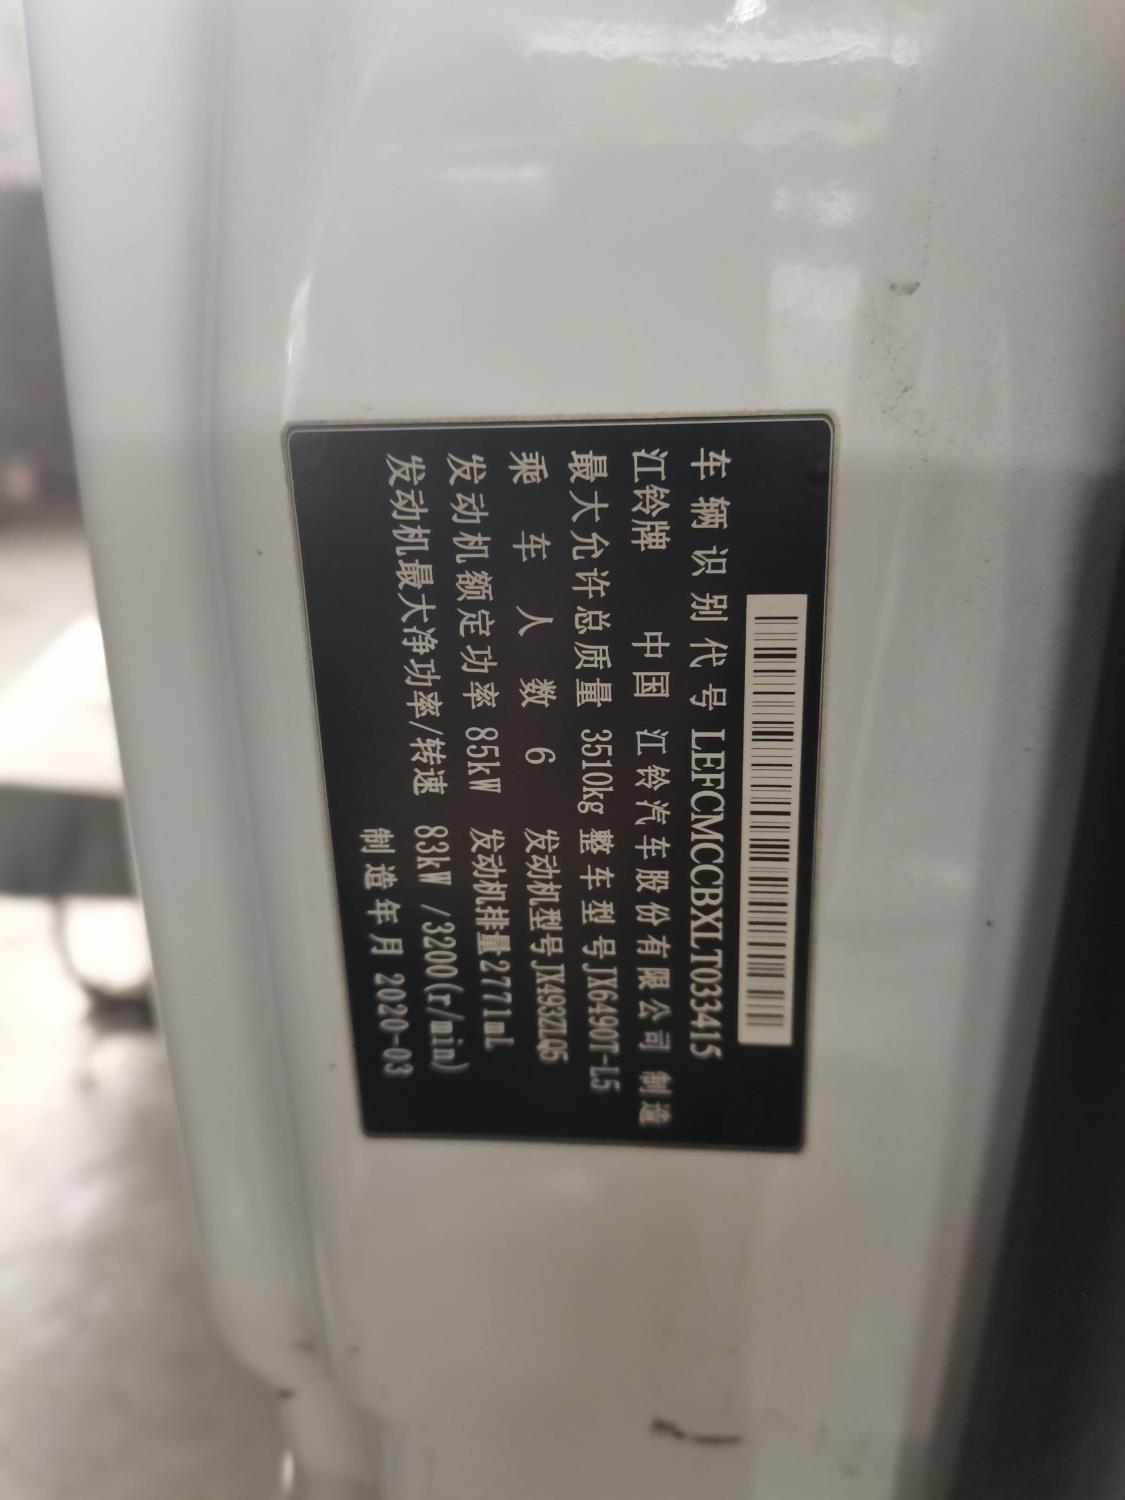 车辆识别代号 LEFCMCCBXLT033415
江铃牌 中国 江铃汽车股份有限公司 制造
最大允许总质量 3510kg 整车型号 JX6490T-L5
乘车人数 6 发动机型号 JX493ZLQ5
发动机额定功率 85kW 发动机排量 2771mL
发动机最大净功率/转速 83kW /3200(r/min)
制造年月 2020-03